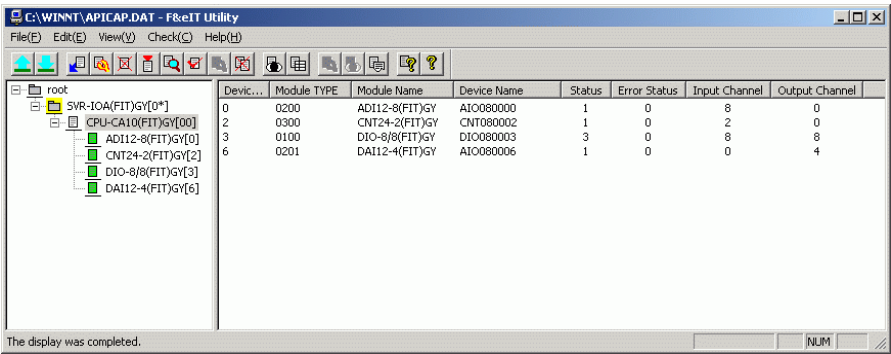 C:\WINNT\APICAP.DAT - F&eIT Utility
File(F) Edit(E) View(V) Check(C) Help(H)
root
SVR-IOA(FIT)GY[0*]
CPU-CA10(FIT)GY[00]
ADI12-8(FIT)GY[0]
CNT24-2(FIT)GY[2]
DIO-8/8(FIT)GY[3]
DAI12-4(FIT)GY[6]
Devic... Module TYPE Module Name Device Name Status Error Status Input Channel Output Channel
0 0200 ADI12-8(FIT)GY AIO080000 1 0 8 0
2 0300 CNT24-2(FIT)GY CNT080002 1 0 2 0
3 0100 DIO-8/8(FIT)GY DIO080003 3 0 8 8
6 0201 DAI12-4(FIT)GY AIO080006 1 0 0 4
The display was completed.
NUM